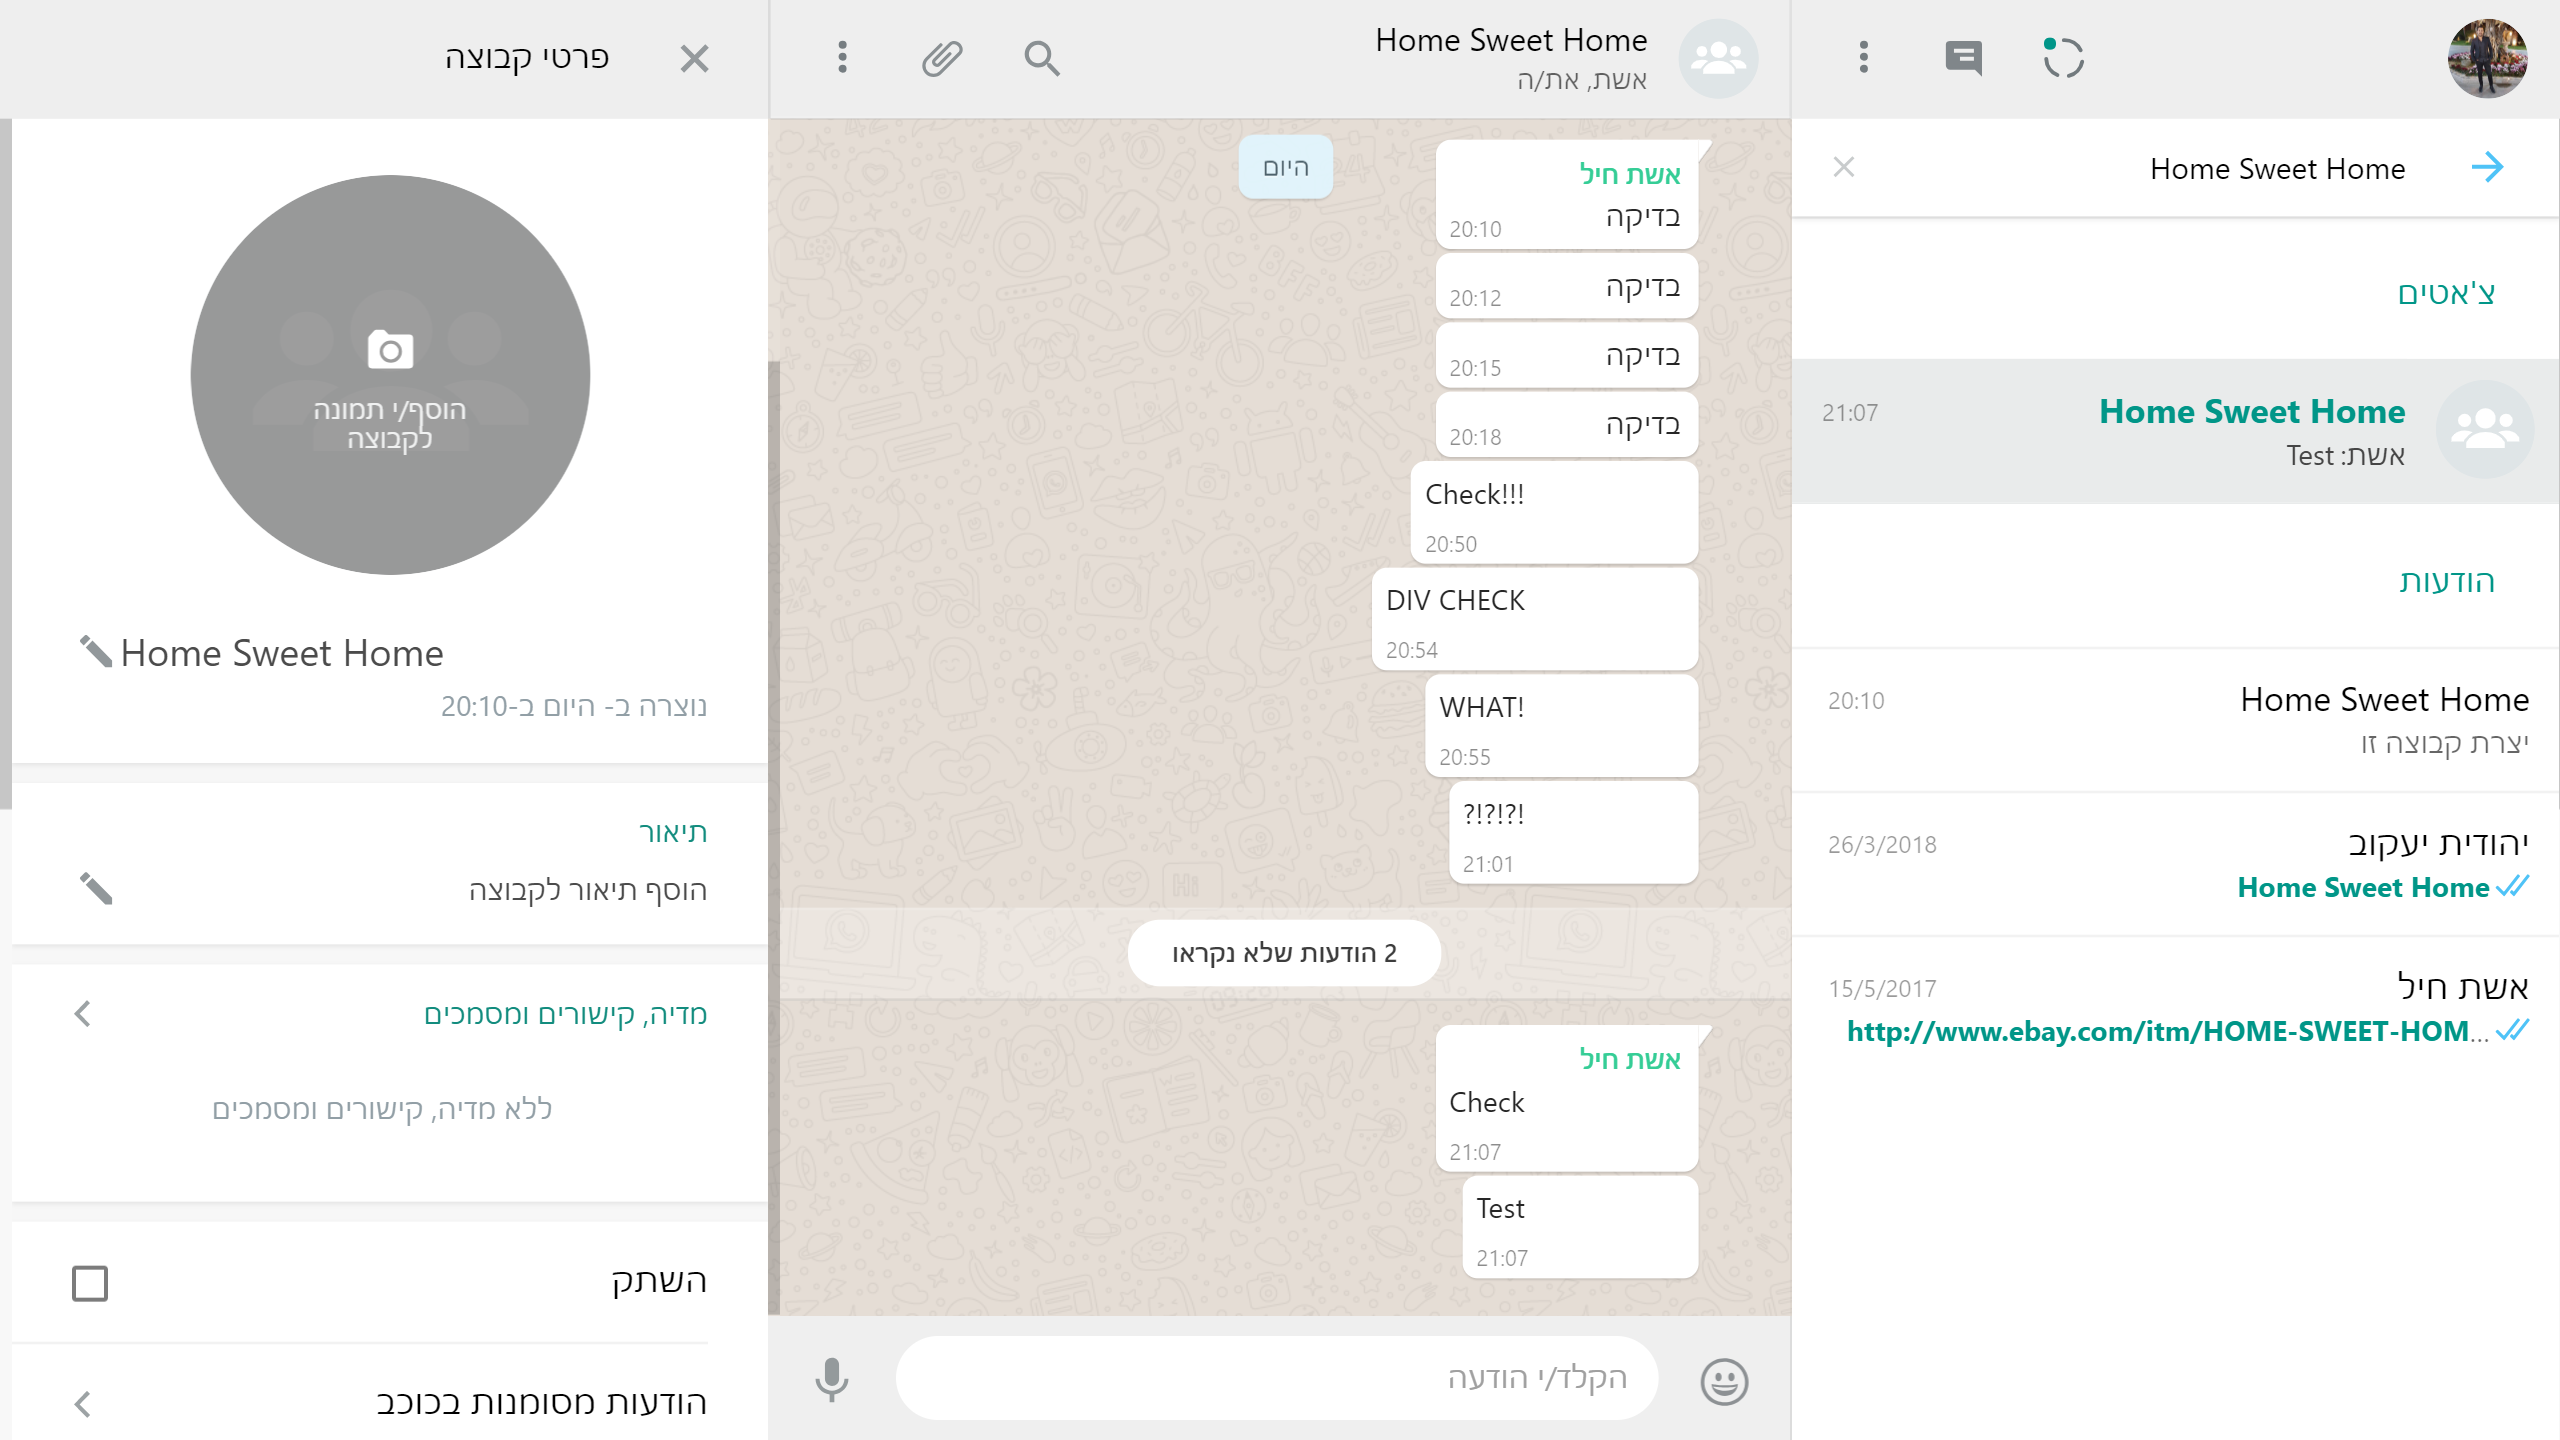 Home Sweet Home
צ'אטים
Home Sweet Home
21:07
אשת: Test
הודעות
Home Sweet Home
20:10
יצרת קבוצה זו
יהודית יעקוב
26/3/2018
Home Sweet Home
אשת חיל
15/5/2017
http://www.ebay.com/itm/HOME-SWEET-HOM...
Home Sweet Home
אשת, את/ה
היום
אשת חיל
בדיקה
20:10
בדיקה
20:12
בדיקה
20:15
בדיקה
20:18
Check!!!
20:50
DIV CHECK
20:54
WHAT!
20:55
?!?!?!
21:01
2 הודעות שלא נקראו
אשת חיל
Check
21:07
Test
21:07
הקלד/י הודעה
פרטי קבוצה
הוסף/י תמונה
לקבוצה
Home Sweet Home
נוצרה ב- היום ב-20:10
תיאור
הוסף תיאור לקבוצה
מדיה, קישורים ומסמכים
ללא מדיה, קישורים ומסמכים
השתק
הודעות מסומנות בכוכב